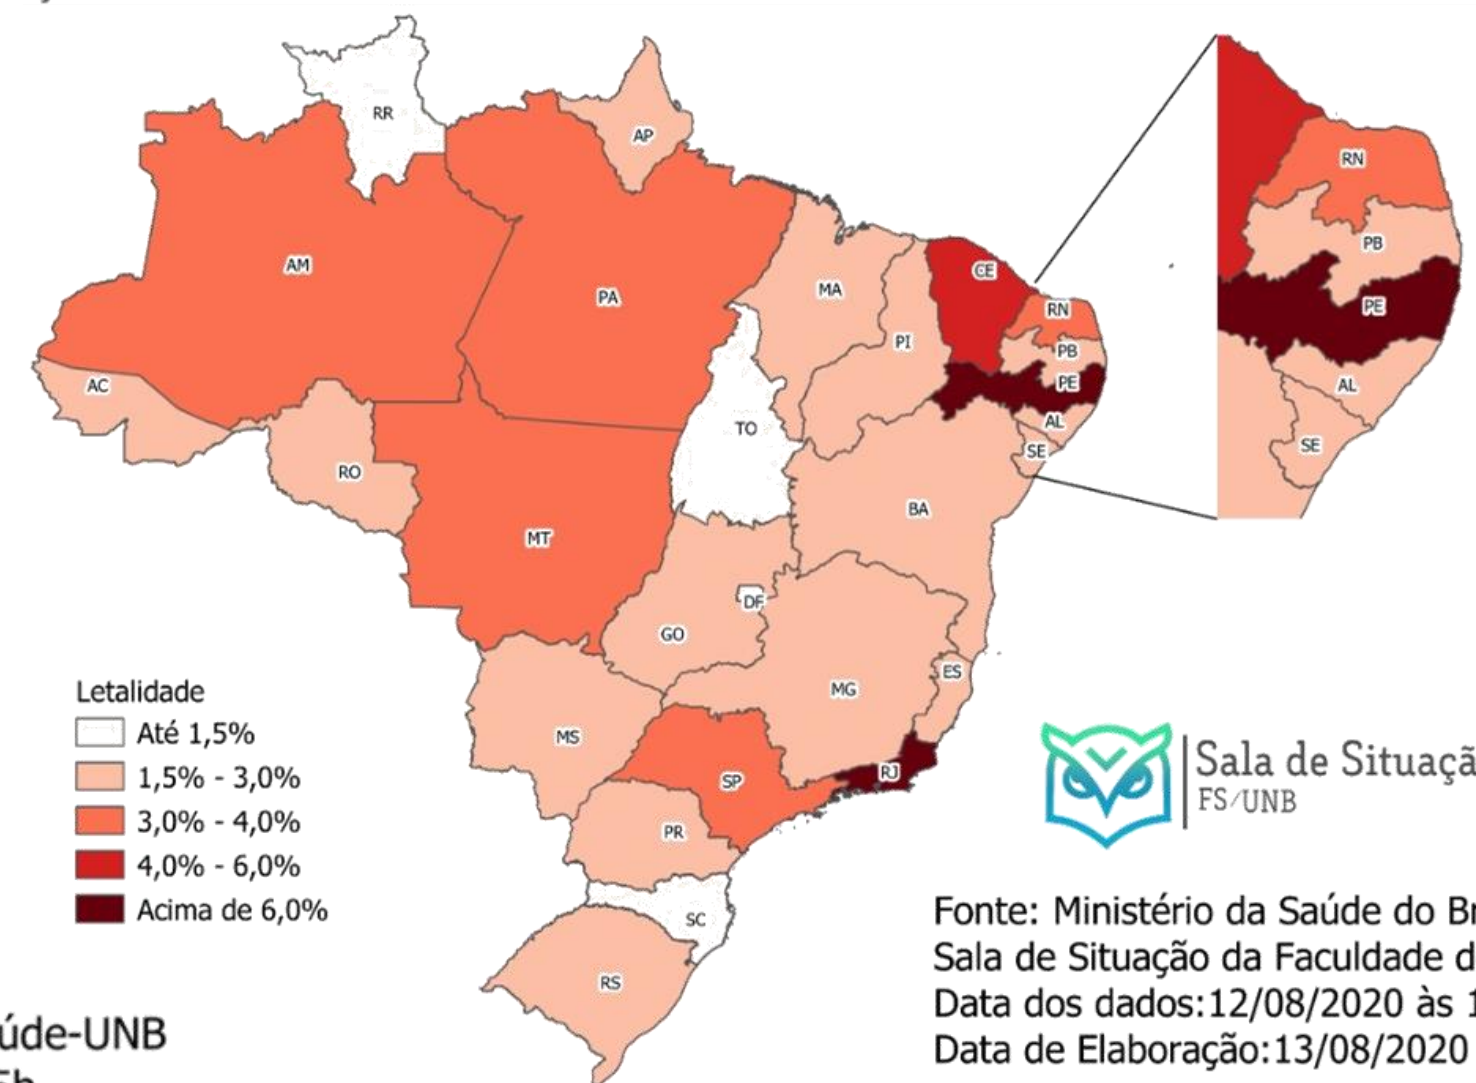 RR
AP
AM
PA
MA
CE
RN
PI
PB
PE
AC
AL
TO
SE
RO
BA
MT
DF
GO
ES
MG
MS
RJ
SP
PR
SC
RS
RN
PB
PE
AL
SE
Letalidade
Até 1,5%
1,5% - 3,0%
3,0% - 4,0%
4,0% - 6,0%
Acima de 6,0%
Sala de Situaçã
FS/UNB
Fonte: Ministério da Saúde do B
Sala de Situação da Faculdade d
Data dos dados:12/08/2020 às 1
Data de Elaboração:13/08/2020
úde-UNB